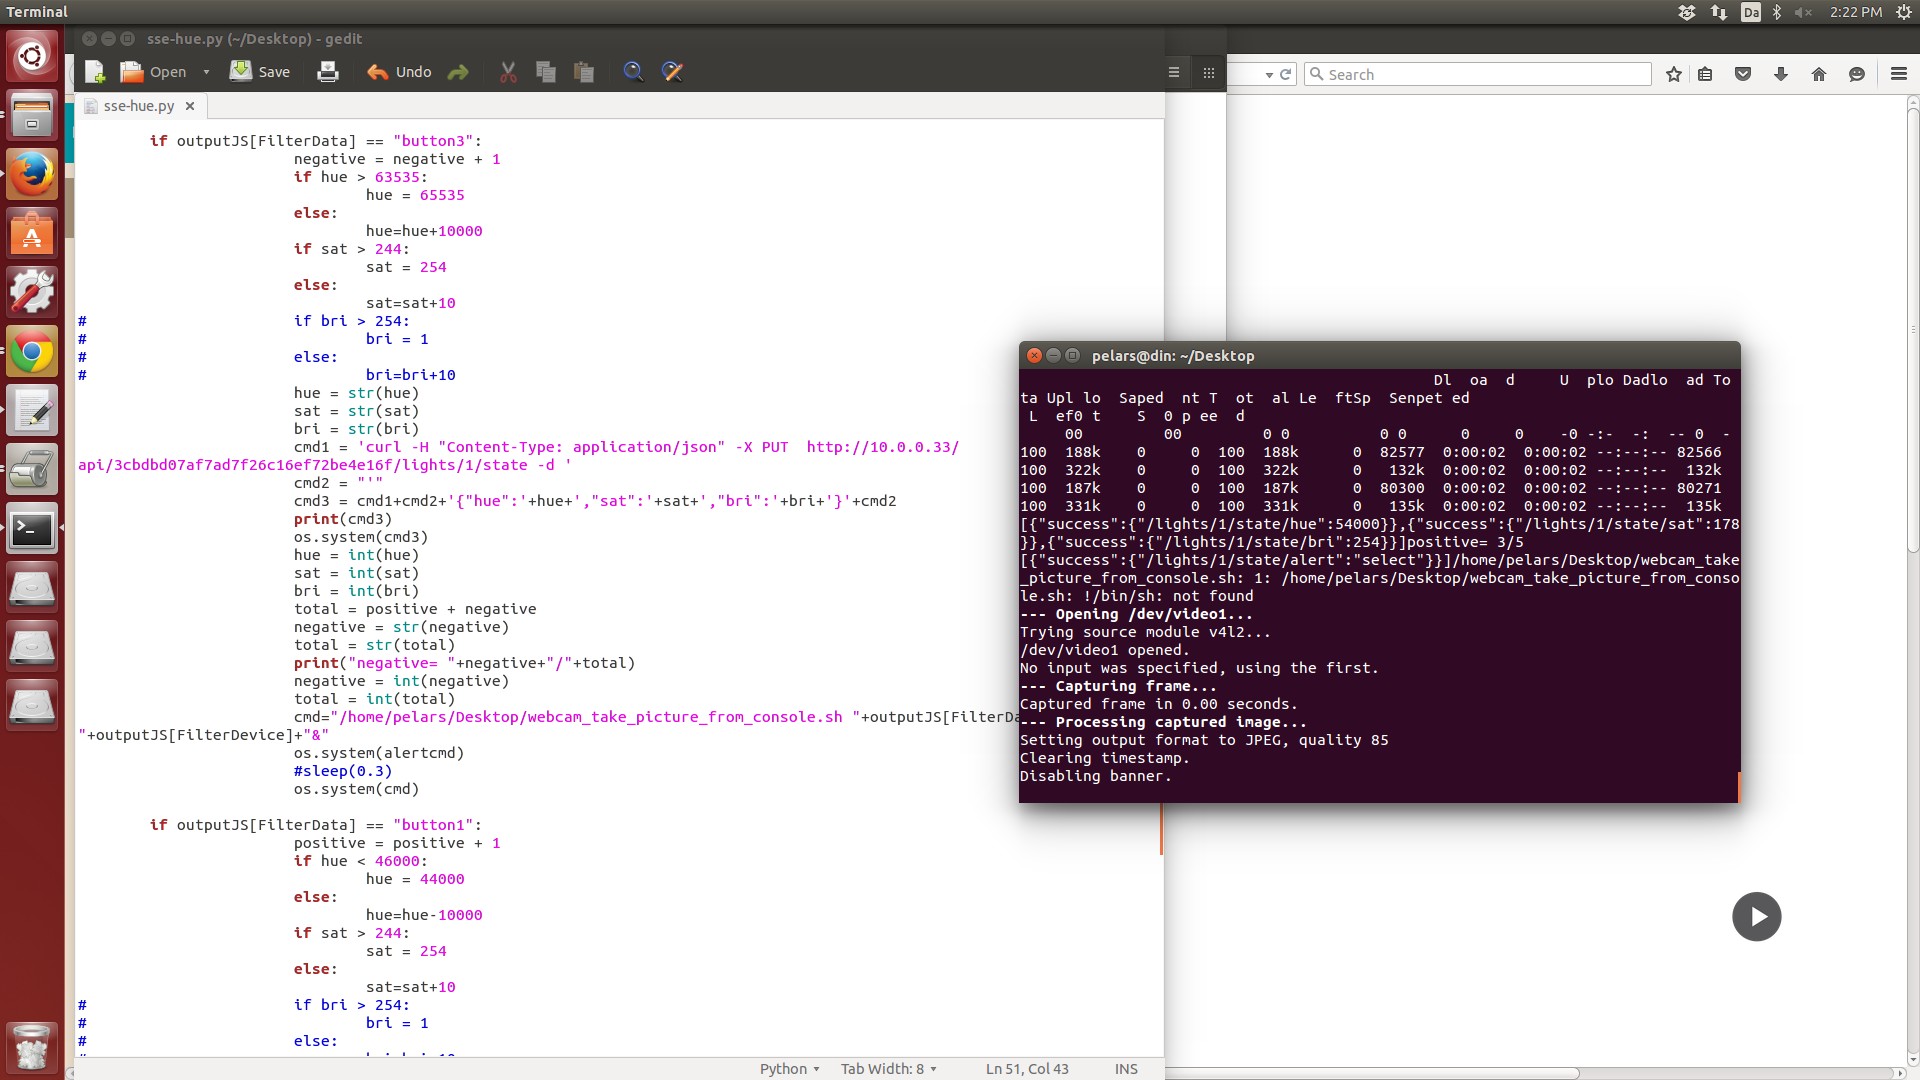 Terminal
Da
2:22 PM
sse-hue.py (~/Desktop) - gedit
Open
Save
Undo
Search
sse-hue.py
if outputJS[FilterData] == "button3":
negative = negative + 1
if hue > 63535:
hue = 65535
else:
hue=hue+10000
if sat > 244:
sat = 254
else:
sat=sat+10
# if bri > 254:
# bri = 1
# else:
# bri=bri+10
hue = str(hue)
sat = str(sat)
bri = str(bri)
cmd1 = 'curl -H "Content-Type: application/json" -X PUT  http://10.0.0.33/
api/3cbdbd07af7ad7f26c16ef72be4e16f/lights/1/state -d '
cmd2 = "'"
cmd3 = cmd1+cmd2+'{"hue":'+hue+',"sat":'+sat+',"bri":'+bri+'}'+cmd2
print(cmd3)
os.system(cmd3)
hue = int(hue)
sat = int(sat)
bri = int(bri)
total = positive + negative
negative = str(negative)
total = str(total)
print("negative= "+negative+"/"+total)
negative = int(negative)
total = int(total)
cmd="/home/pelars/Desktop/webcam_take_picture_from_console.sh "+outputJS[FilterDa
"+outputJS[FilterDevice]+"&"
os.system(alertcmd)
#sleep(0.3)
os.system(cmd)
if outputJS[FilterData] == "button1":
positive = positive + 1
if hue < 46000:
hue = 44000
else:
hue=hue-10000
if sat > 244:
sat = 254
else:
sat=sat+10
# if bri > 254:
# bri = 1
# else:
Python
Tab Width: 8
Ln 51, Col 43
INS
pelars@din: ~/Desktop
Dl oa d U plo Dadlo ad To
ta Upl lo Saped nt T ot al Le ftSp Senpet ed
L ef0 t S 0 p ee d
00 00 0 0 0 0 0 0 -0 -:- -: -- 0 -
100 188k 0 0 100 188k 0 82577 0:00:02 0:00:02 --:--:-- 82566
100 322k 0 0 100 322k 0 132k 0:00:02 0:00:02 --:--:-- 132k
100 187k 0 0 100 187k 0 80300 0:00:02 0:00:02 --:--:-- 80271
100 331k 0 0 100 331k 0 135k 0:00:02 0:00:02 --:--:-- 135k
[{"success":{"/lights/1/state/hue":54000}},{"success":{"/lights/1/state/sat":178
}},{"success":{"/lights/1/state/bri":254}}]positive= 3/5
[{"success":{"/lights/1/state/alert":"select"}}]/home/pelars/Desktop/webcam_take
_picture_from_console.sh: 1: /home/pelars/Desktop/webcam_take_picture_from_conso
le.sh: !/bin/sh: not found
--- Opening /dev/video1...
Trying source module v4l2...
/dev/video1 opened.
No input was specified, using the first.
--- Capturing frame...
Captured frame in 0.00 seconds.
--- Processing captured image...
Setting output format to JPEG, quality 85
Clearing timestamp.
Disabling banner.